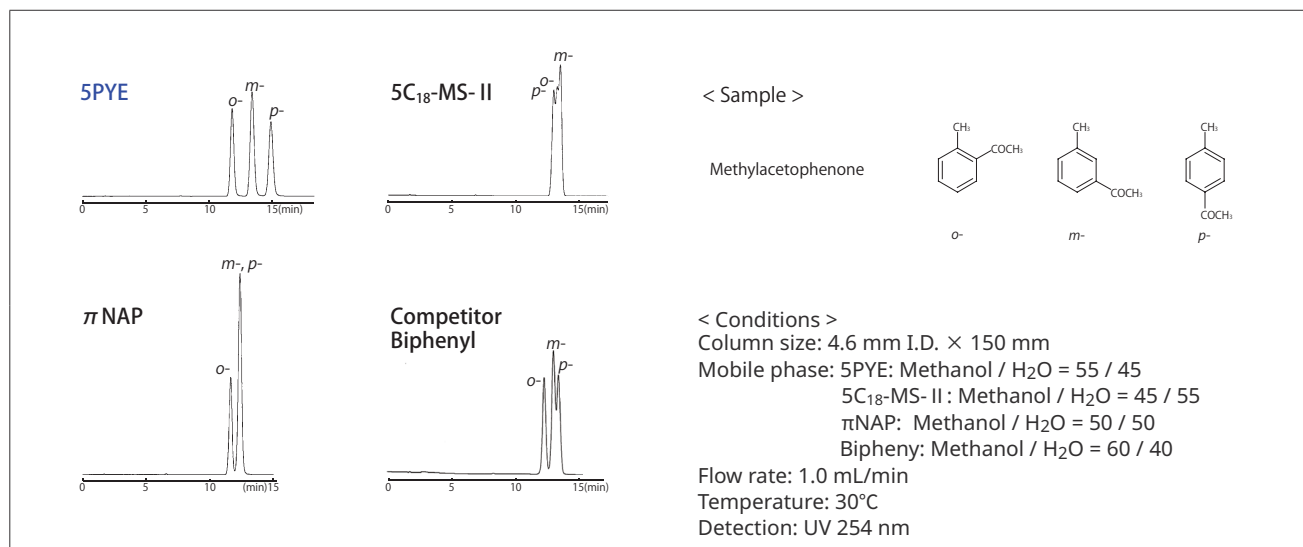 5PYE
o-
m-
p-
0 5 10 15(min)
5C₁₈-MS-II
p-
o-
m-
0 5 10 15(min)
π NAP
o-
m-, p-
0 5 10 (min)15
Competitor
Biphenyl
o-
m-
p-
0 5 10 15(min)
< Sample >
Methylacetophenone
CH₃
COCH₃
o-
CH₃
COCH₃
m-
CH₃
COCH₃
p-
< Conditions >
Column size: 4.6 mm I.D. × 150 mm
Mobile phase: 5PYE: Methanol / H₂O = 55 / 45
5C₁₈-MS-II : Methanol / H₂O = 45 / 55
πNAP: Methanol / H₂O = 50 / 50
Bipheny: Methanol / H₂O = 60 / 40
Flow rate: 1.0 mL/min
Temperature: 30℃
Detection: UV 254 nm